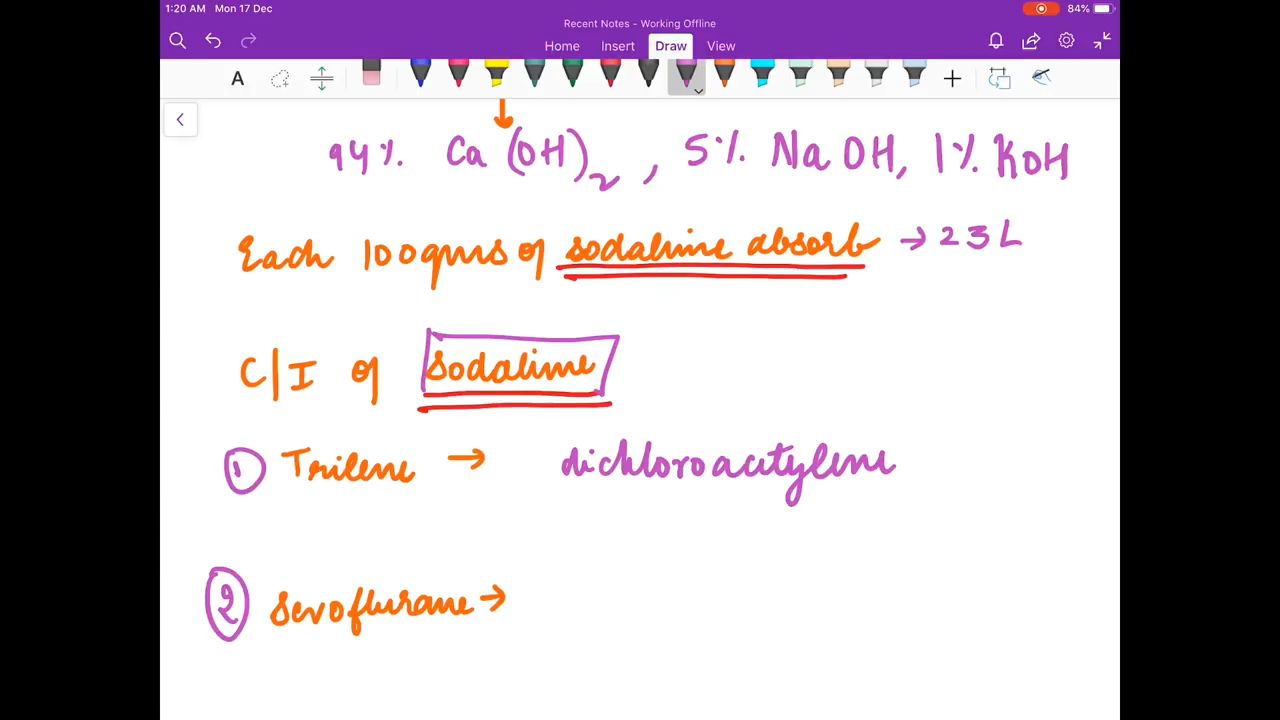 1:20 AM Mon 17 Dec
84%
Recent Notes - Working Offline
Home Insert Draw View
A
94% Ca(OH)2, 5% NaOH, 1% KOH
Each 100gms of sodalime absorb → 23L
C/I of sodalime
① Trilene → dichloroacetylene
② Sevoflurane →